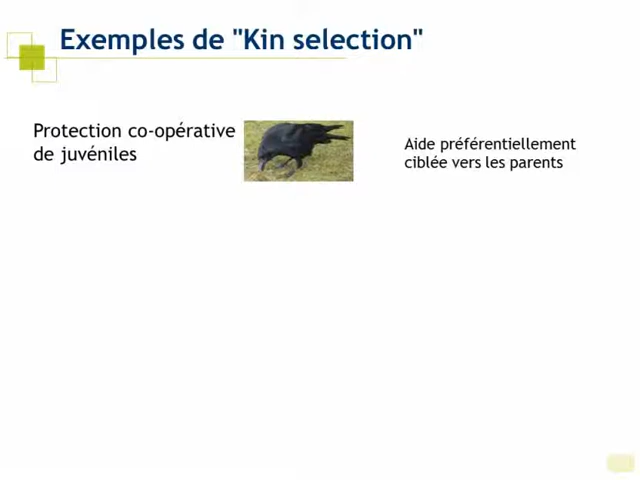 Exemples de "Kin selection"
Protection co-opérative
de juvéniles
Aide préférentiellement
ciblée vers les parents